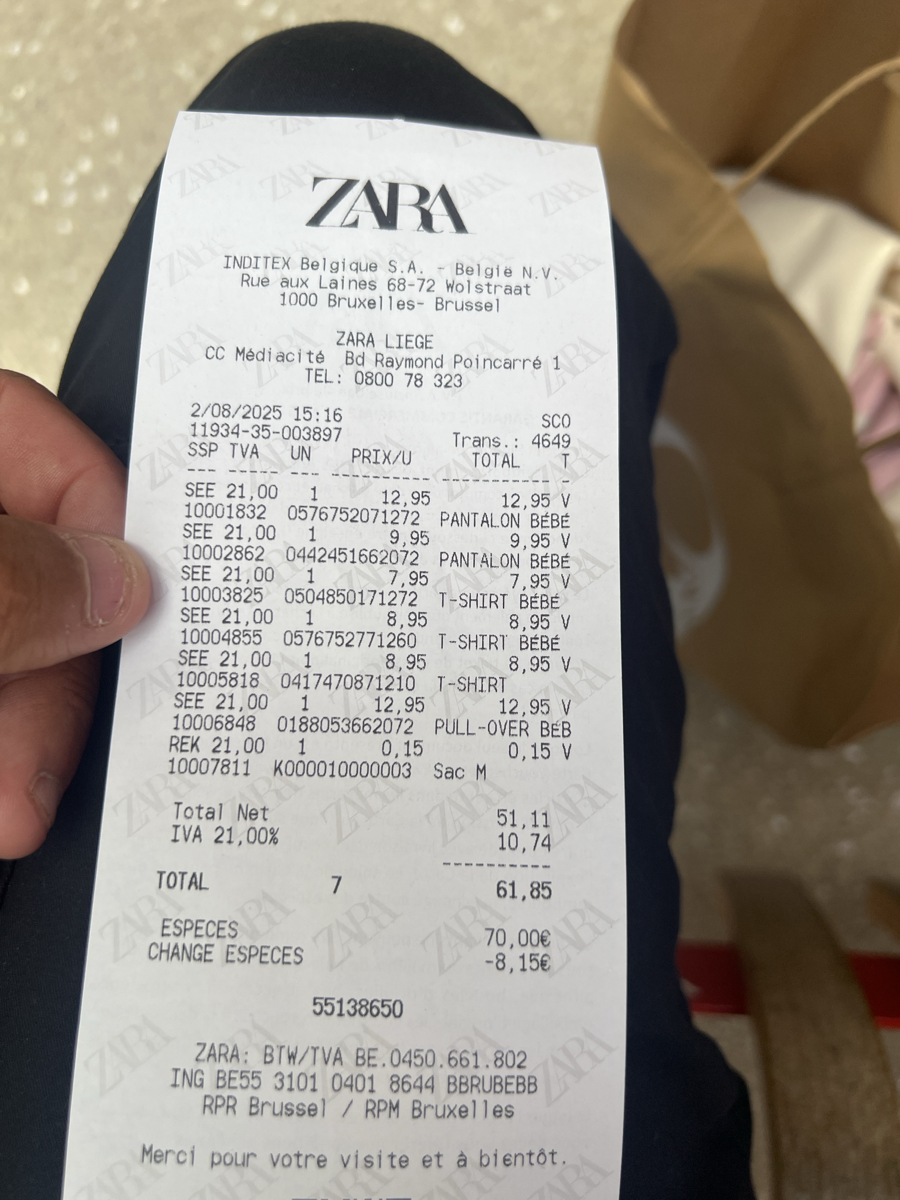 ZARA
INDITEX Belgique S.A. - België N.V.
Rue aux Laines 68-72 Wolstraat
1000 Bruxelles- Brussel
ZARA LIEGE
CC Médiacité Bd Raymond Poincarré 1
TEL: 0800 78 323
2/08/2025 15:16 SCO
11934-35-003897 Trans.: 4649
SSP TVA UN PRIX/U TOTAL T
SEE 21,00 1 12,95 12,95 V
10001832 0576752071272 PANTALON BÉBÉ
SEE 21,00 1 9,95 9,95 V
10002862 0442451662072 PANTALON BÉBÉ
SEE 21,00 1 7,95 7,95 V
10003825 0504850171272 T-SHIRT BÉBÉ
SEE 21,00 1 8,95 8,95 V
10004855 0576752771260 T-SHIRT BÉBÉ
SEE 21,00 1 8,95 8,95 V
10005818 0417470871210 T-SHIRT
SEE 21,00 1 12,95 12,95 V
10006848 0188053662072 PULL-OVER BÉB
REK 21,00 1 0,15 0,15 V
10007811 K000010000003 Sac M
Total Net 51,11
IVA 21,00% 10,74
TOTAL 7 61,85
ESPECES 70,00€
CHANGE ESPECES -8,15€
55138650
ZARA: BTW/TVA BE.0450.661.802
ING BE55 3101 0401 8644 BBRUBEBB
RPR Brussel / RPM Bruxelles
Merci pour votre visite et à bientôt.